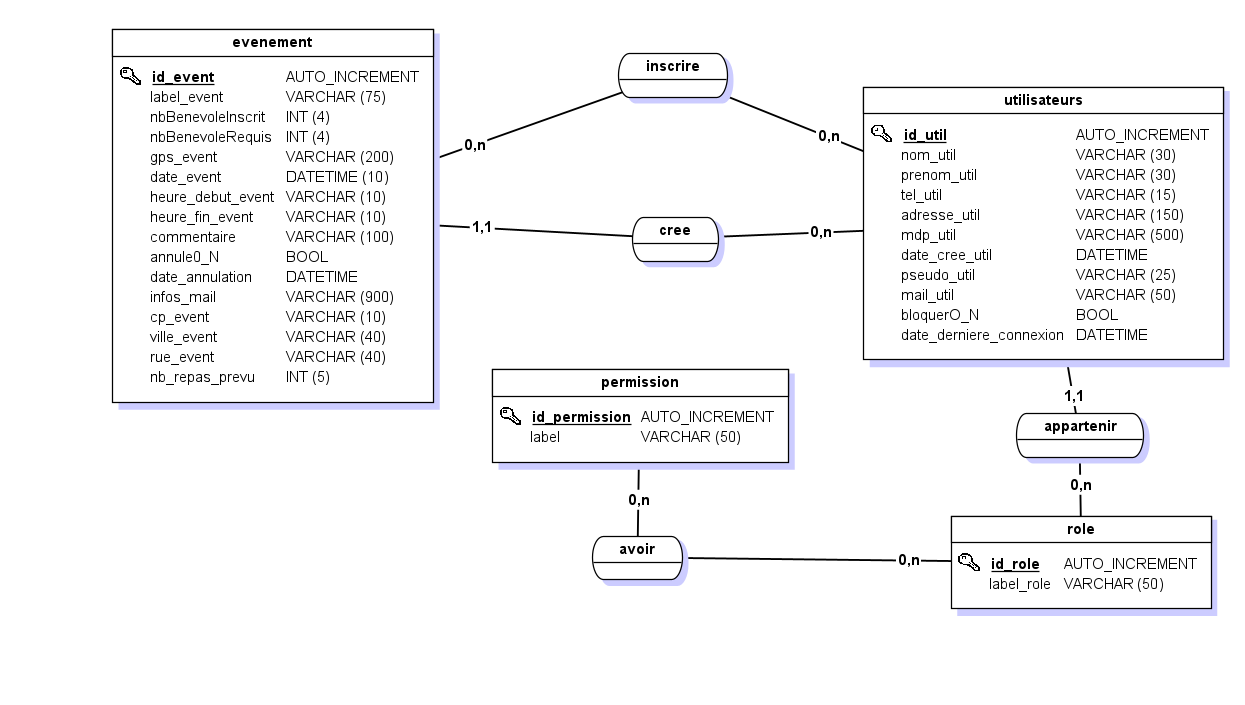 evenement
id_event AUTO_INCREMENT
label_event VARCHAR (75)
nbBenevoleInscrit INT (4)
nbBenevoleRequis INT (4)
gps_event VARCHAR (200)
date_event DATETIME (10)
heure_debut_event VARCHAR (10)
heure_fin_event VARCHAR (10)
commentaire VARCHAR (100)
annule0_N BOOL
date_annulation DATETIME
infos_mail VARCHAR (900)
cp_event VARCHAR (10)
ville_event VARCHAR (40)
rue_event VARCHAR (40)
nb_repas_prevu INT (5)
inscrire
0,n
0,n
cree
1,1
0,n
utilisateurs
id_util AUTO_INCREMENT
nom_util VARCHAR (30)
prenom_util VARCHAR (30)
tel_util VARCHAR (15)
adresse_util VARCHAR (150)
mdp_util VARCHAR (500)
date_cree_util DATETIME
pseudo_util VARCHAR (25)
mail_util VARCHAR (50)
bloquerO_N BOOL
date_derniere_connexion DATETIME
permission
id_permission AUTO_INCREMENT
label VARCHAR (50)
1,1
appartenir
0,n
0,n
avoir
0,n
role
id_role AUTO_INCREMENT
label_role VARCHAR (50)